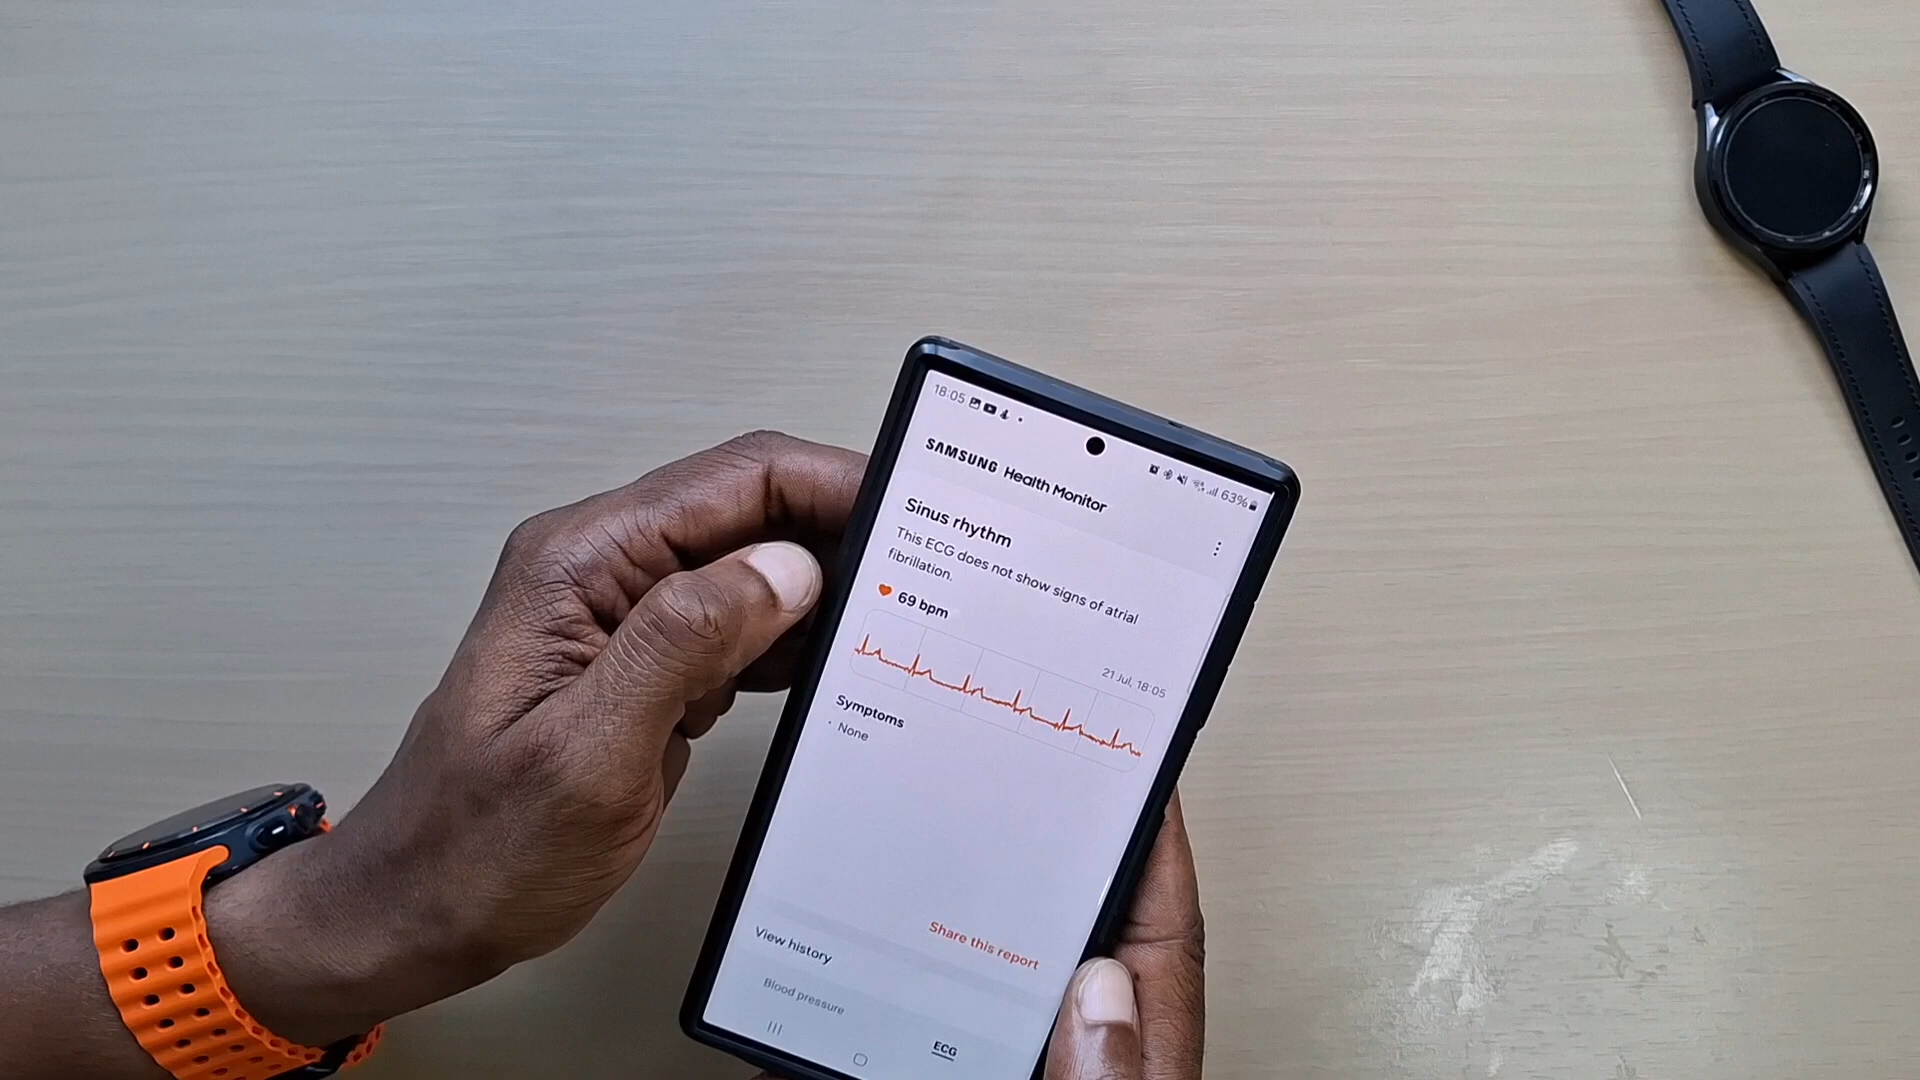 18:05
63%
SAMSUNG Health Monitor
Sinus rhythm
This ECG does not show signs of atrial
fibrillation.
69 bpm
21 Jul, 18:05
Symptoms
• None
Share this report
View history
Blood pressure
ECG